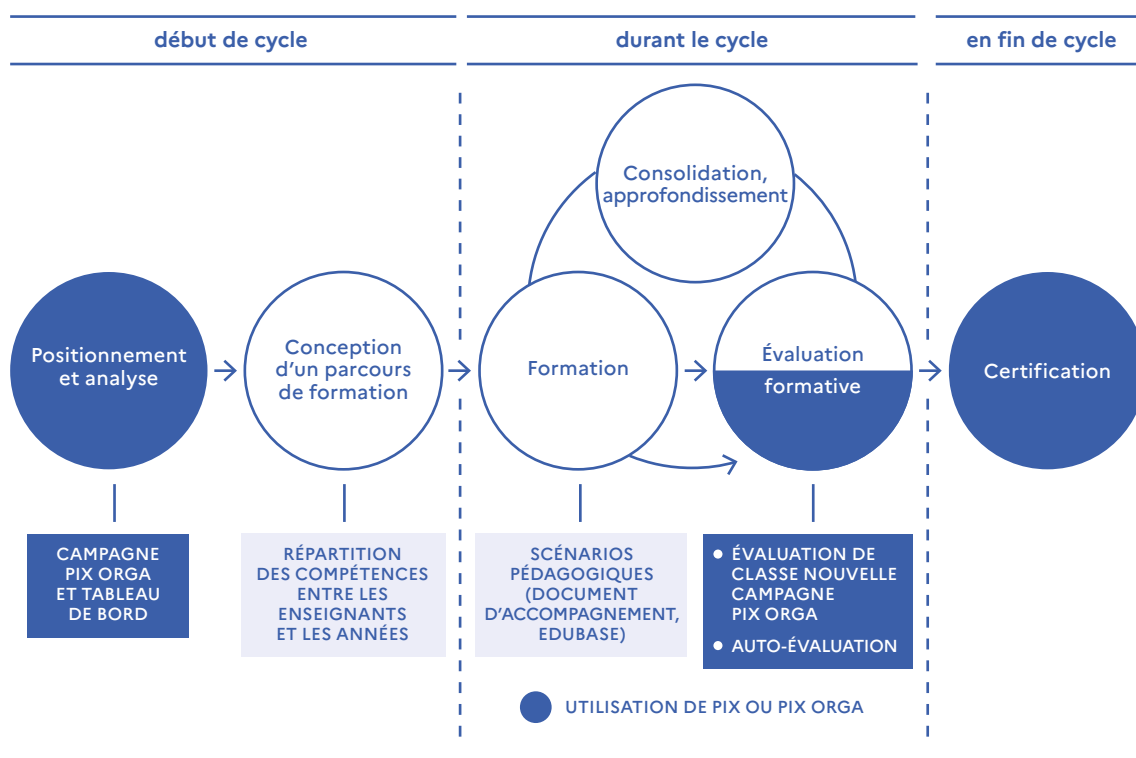 début de cycle
durant le cycle
en fin de cycle
Consolidation,
approfondissement
Positionnement
et analyse
Conception
d'un parcours
de formation
Formation
Évaluation
formative
Certification
CAMPAGNE
PIX ORGA
ET TABLEAU
DE BORD
RÉPARTITION
DES COMPÉTENCES
ENTRE LES
ENSEIGNANTS
ET LES ANNÉES
SCÉNARIOS
PÉDAGOGIQUES
(DOCUMENT
D'ACCOMPAGNEMENT,
EDUBASE)
• ÉVALUATION DE
CLASSE NOUVELLE
CAMPAGNE
PIX ORGA
• AUTO-ÉVALUATION
UTILISATION DE PIX OU PIX ORGA